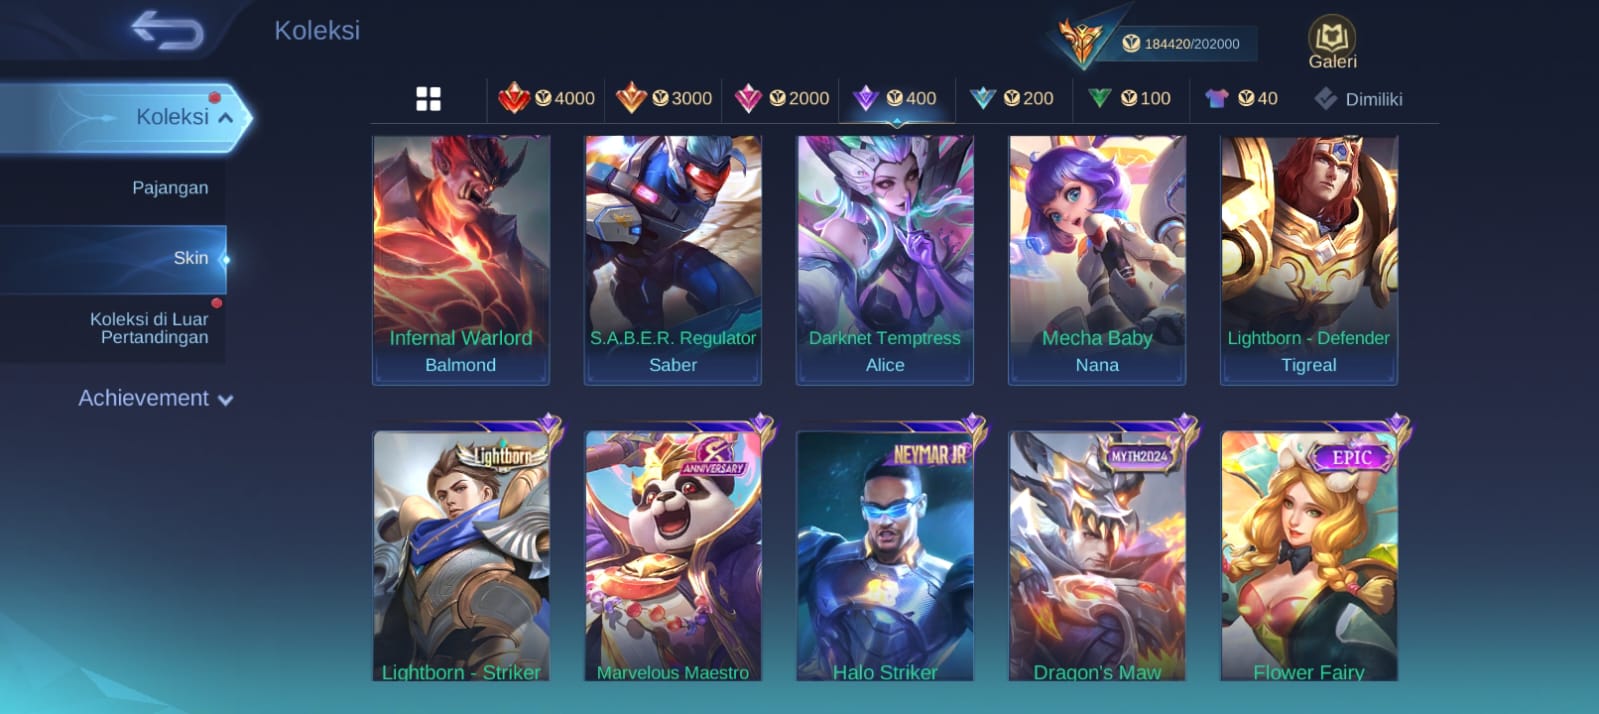 Koleksi
184420/202000
Galeri
4000
3000
2000
400
200
100
40
Dimiliki
Koleksi
Pajangan
Skin
Koleksi di Luar
Pertandingan
Achievement
Infernal Warlord
Balmond
S.A.B.E.R. Regulator
Saber
Darknet Temptress
Alice
Mecha Baby
Nana
Lightborn - Defender
Tigreal
Lightborn
Lightborn - Striker
ANNIVERSARY
Marvelous Maestro
NEYMAR JR
Halo Striker
MYTH2024
Dragon's Maw
EPIC
Flower Fairy